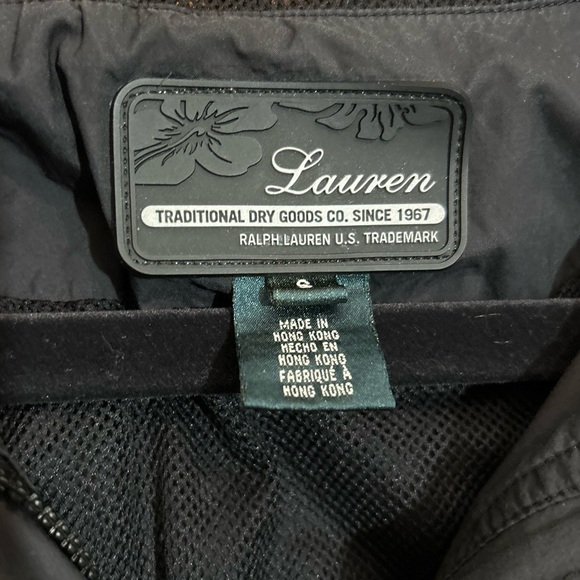 Lauren
TRADITIONAL DRY GOODS CO. SINCE 1967
RALPH LAUREN U.S. TRADEMARK
MADE IN
HONG KONG
HECHO EN
HONG KONG
FABRIQUÉ À
HONG KONG